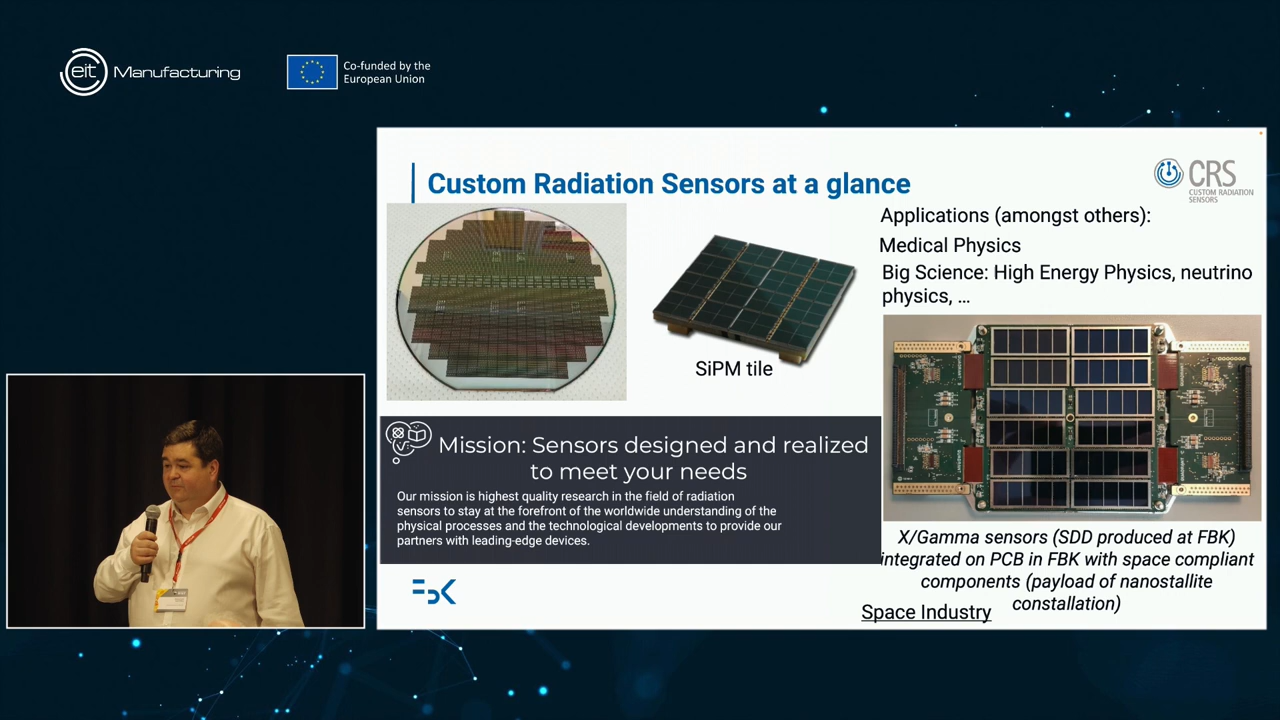 eit Manufacturing
Co-funded by the
European Union
Custom Radiation Sensors at a glance
CRS
CUSTOM RADIATION
SENSORS
Applications (amongst others):
Medical Physics
Big Science: High Energy Physics, neutrino
physics, ...
SiPM tile
Mission: Sensors designed and realized
to meet your needs
Our mission is highest quality research in the field of radiation
sensors to stay at the forefront of the worldwide understanding of the
physical processes and the technological developments to provide our
partners with leading-edge devices.
X/Gamma sensors (SDD produced at FBK)
integrated on PCB in FBK with space compliant
components (payload of nanostallite
constallation)
Space Industry
FBK